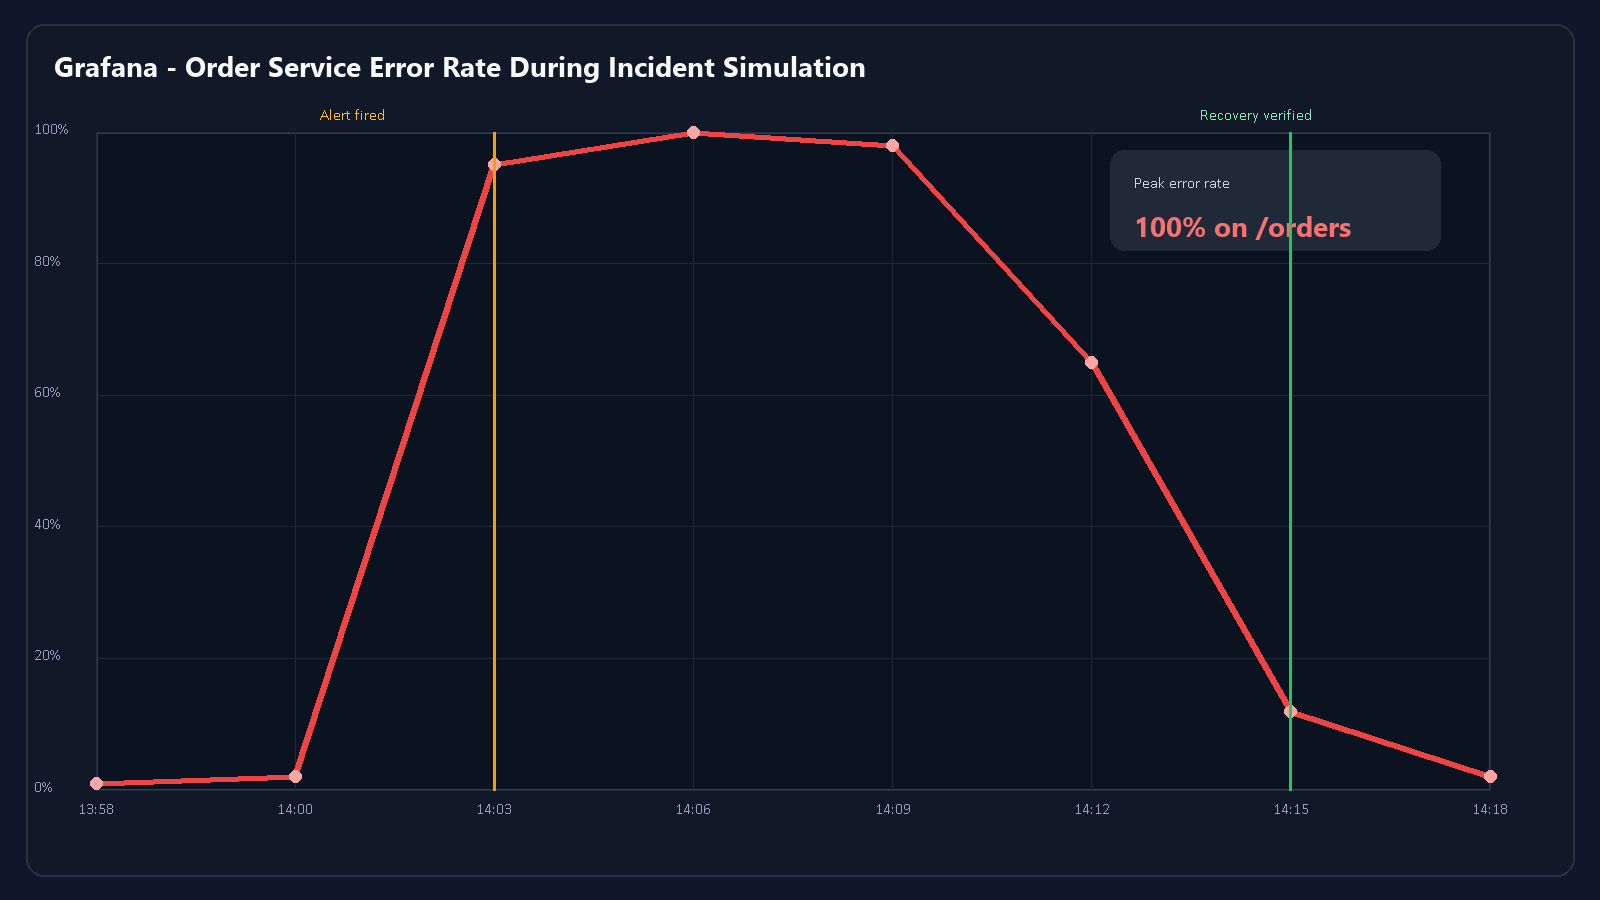 Grafana - Order Service Error Rate During Incident Simulation
Alert fired
Recovery verified
100%
Peak error rate
100% on /orders
80%
60%
40%
20%
0%
13:58
14:00
14:03
14:06
14:09
14:12
14:15
14:18